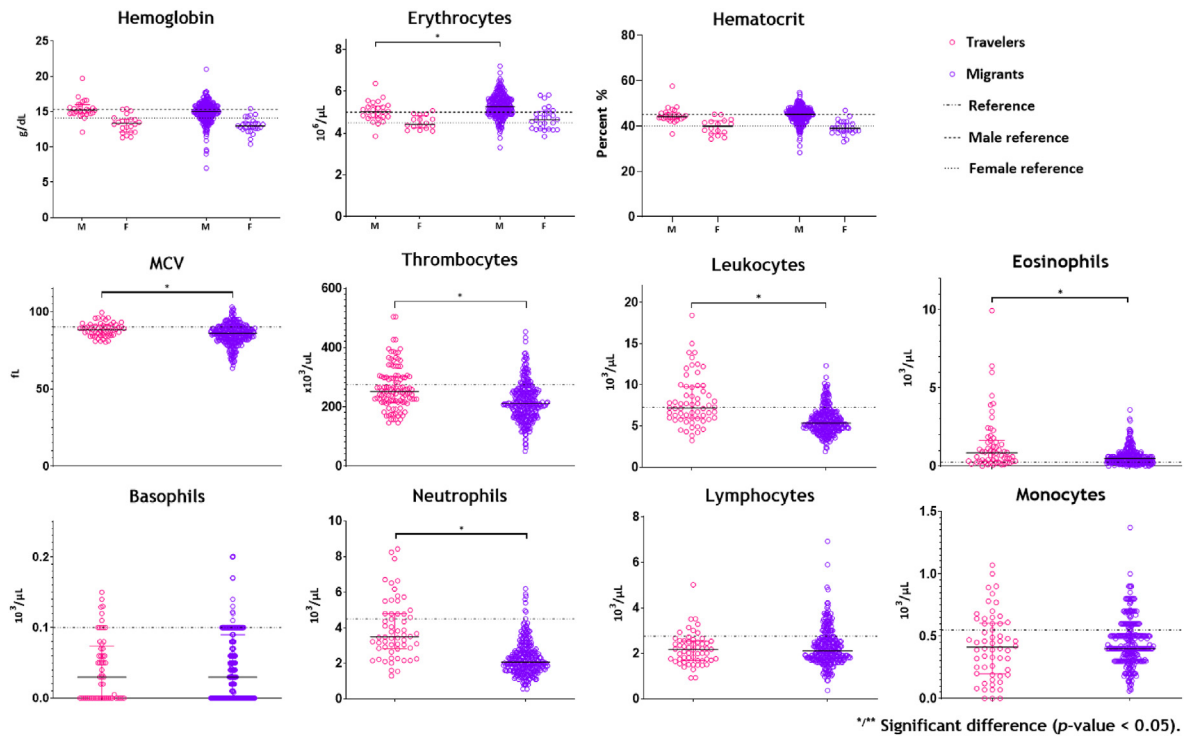 Hemoglobin
25
20
15
10
5
0
g/dL
M
F
M
F
Erythrocytes
*
8
6
4
2
0
10⁶/μL
M
F
M
F
Hematocrit
80
60
40
20
0
Percent %
M
F
M
F
Travelers
Migrants
Reference
Male reference
Female reference
MCV
*
100
50
0
fL
Thrombocytes
*
600
400
200
0
x10³/uL
Leukocytes
*
20
15
10
5
0
10³/μL
Eosinophils
*
10
5
0
10³/μL
Basophils
0.2
0.1
0.0
10³/μL
Neutrophils
*
10
8
6
4
2
0
10³/μL
Lymphocytes
8
6
4
2
0
10³/μL
Monocytes
1.5
1.0
0.5
0.0
10³/μL
*/** Significant difference (p-value < 0.05).